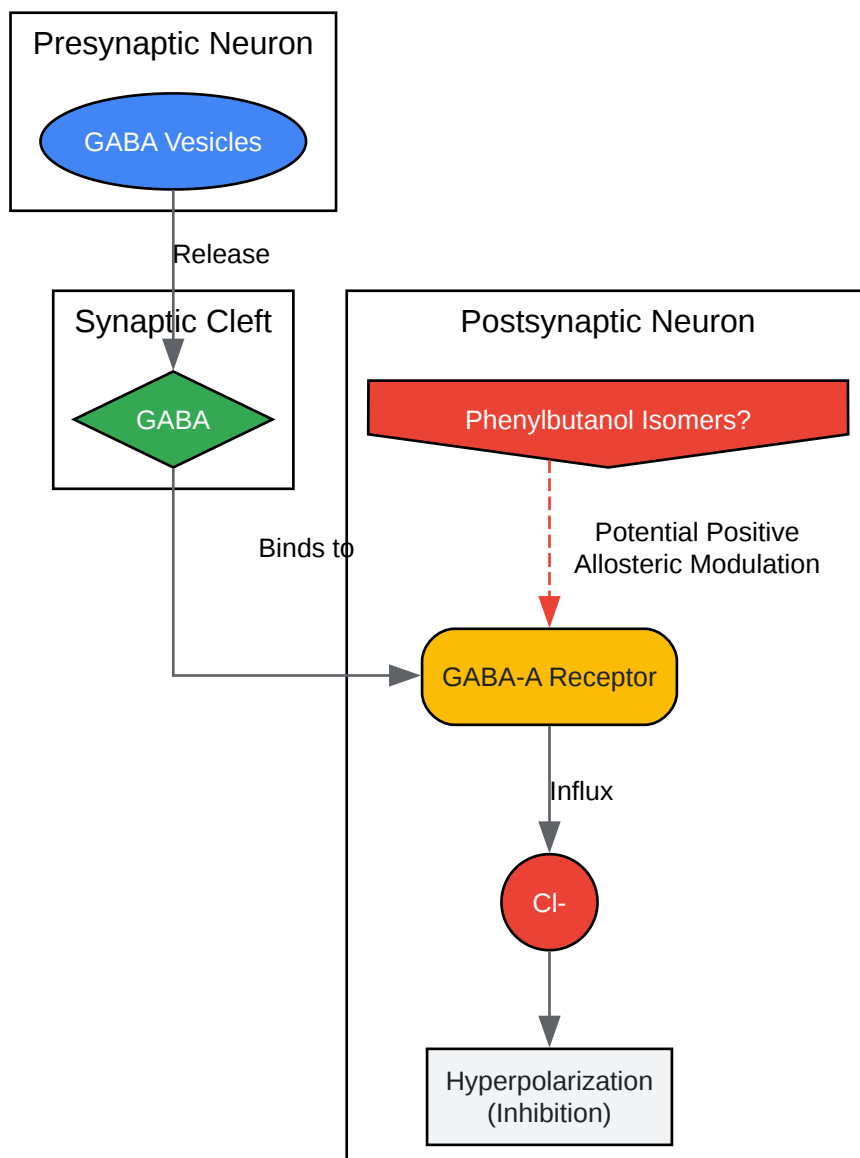 Presynaptic Neuron
GABA Vesicles
Release
Synaptic Cleft
GABA
Binds to
Postsynaptic Neuron
Phenylbutanol Isomers?
Potential Positive
Allosteric Modulation
GABA-A Receptor
Influx
Cl-
Hyperpolarization
(Inhibition)